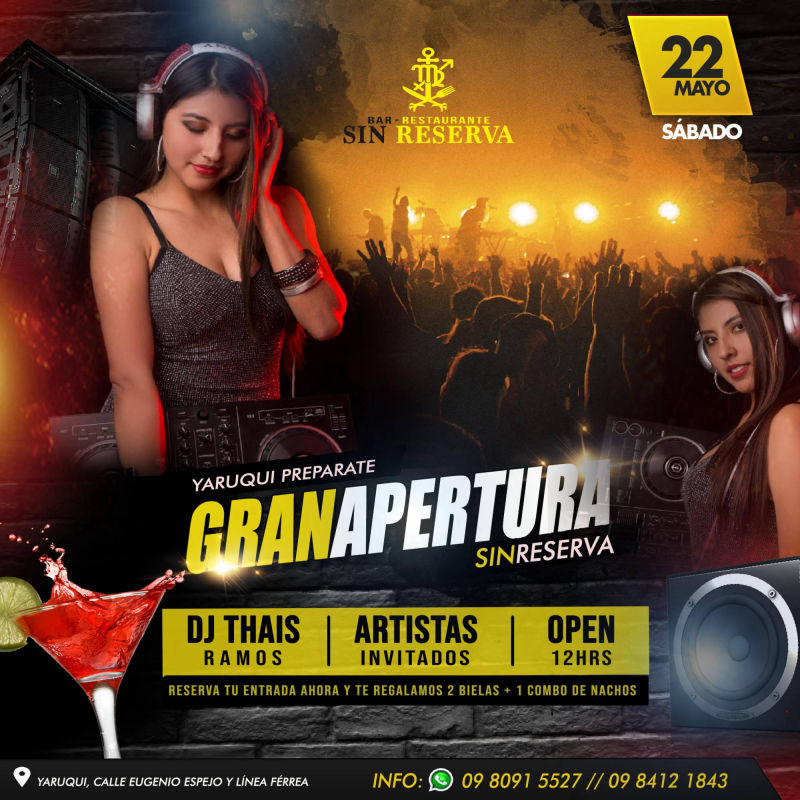 BAR - RESTAURANTE
SIN RESERVA
22
MAYO
SÁBADO
YARUQUI PREPARATE
GRANAPERTURA
SINRESERVA
DJ THAIS
RAMOS
ARTISTAS
INVITADOS
OPEN
12HRS
RESERVA TU ENTRADA AHORA Y TE REGALAMOS 2 BIELAS + 1 COMBO DE NACHOS
YARUQUI, CALLE EUGENIO ESPEJO Y LÍNEA FÉRREA
INFO: 09 8091 5527 // 09 8412 1843